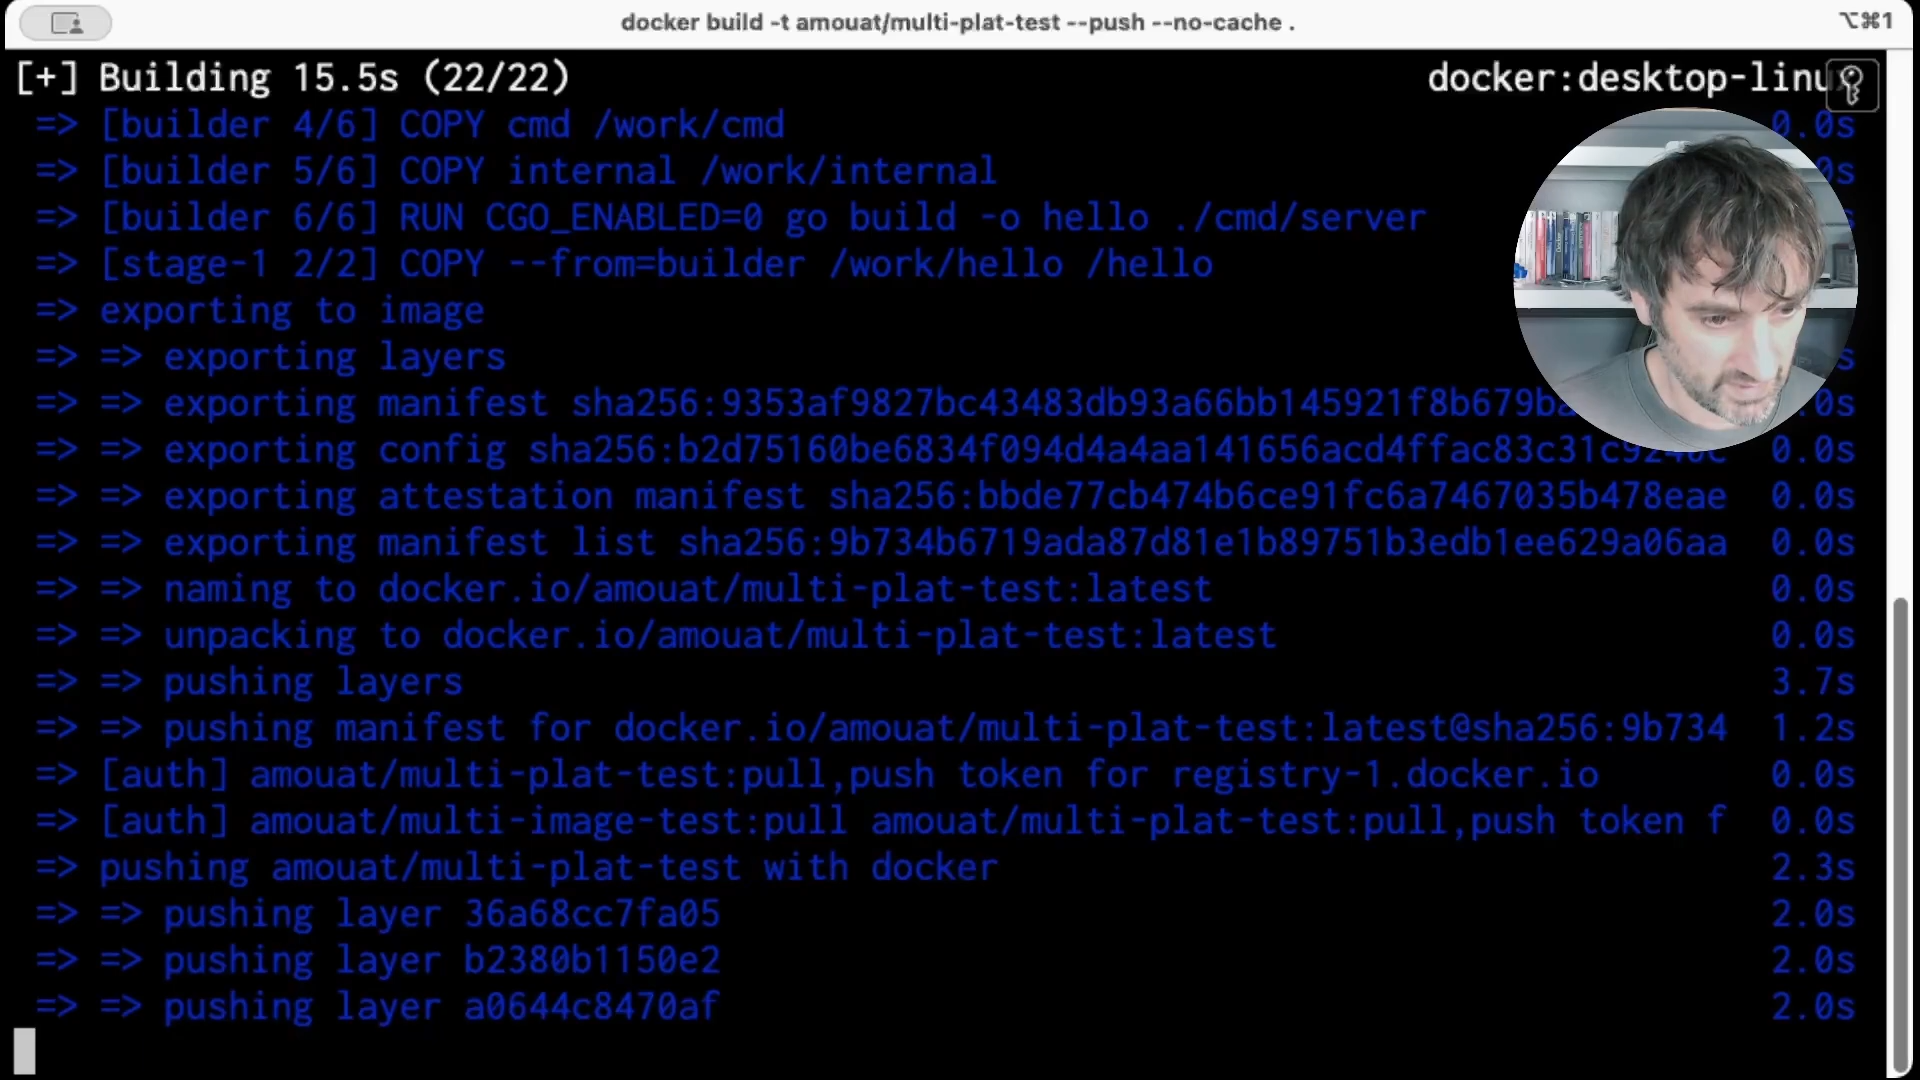 docker build -t amouat/multi-plat-test --push --no-cache .
⌥⌘1
[+] Building 15.5s (22/22) docker:desktop-linu
=> [builder 4/6] COPY cmd /work/cmd 0.0s
=> [builder 5/6] COPY internal /work/internal 0s
=> [builder 6/6] RUN CGO_ENABLED=0 go build -o hello ./cmd/server
=> [stage-1 2/2] COPY --from=builder /work/hello /hello
=> exporting to image
=> => exporting layers s
=> => exporting manifest sha256:9353af9827bc43483db93a66bb145921f8b679b .0s
=> => exporting config sha256:b2d75160be6834f094d4a4aa141656acd4ffac83c31c92 0.0s
=> => exporting attestation manifest sha256:bbde77cb474b6ce91fc6a7467035b478eae 0.0s
=> => exporting manifest list sha256:9b734b6719ada87d81e1b89751b3edb1ee629a06aa 0.0s
=> => naming to docker.io/amouat/multi-plat-test:latest 0.0s
=> => unpacking to docker.io/amouat/multi-plat-test:latest 0.0s
=> => pushing layers 3.7s
=> => pushing manifest for docker.io/amouat/multi-plat-test:latest@sha256:9b734 1.2s
=> [auth] amouat/multi-plat-test:pull,push token for registry-1.docker.io 0.0s
=> [auth] amouat/multi-image-test:pull amouat/multi-plat-test:pull,push token f 0.0s
=> pushing amouat/multi-plat-test with docker 2.3s
=> => pushing layer 36a68cc7fa05 2.0s
=> => pushing layer b2380b1150e2 2.0s
=> => pushing layer a0644c8470af 2.0s